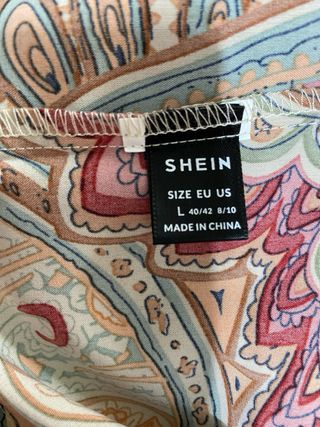 SHEIN
SIZE EU US
L 40/42 8/10
MADE IN CHINA